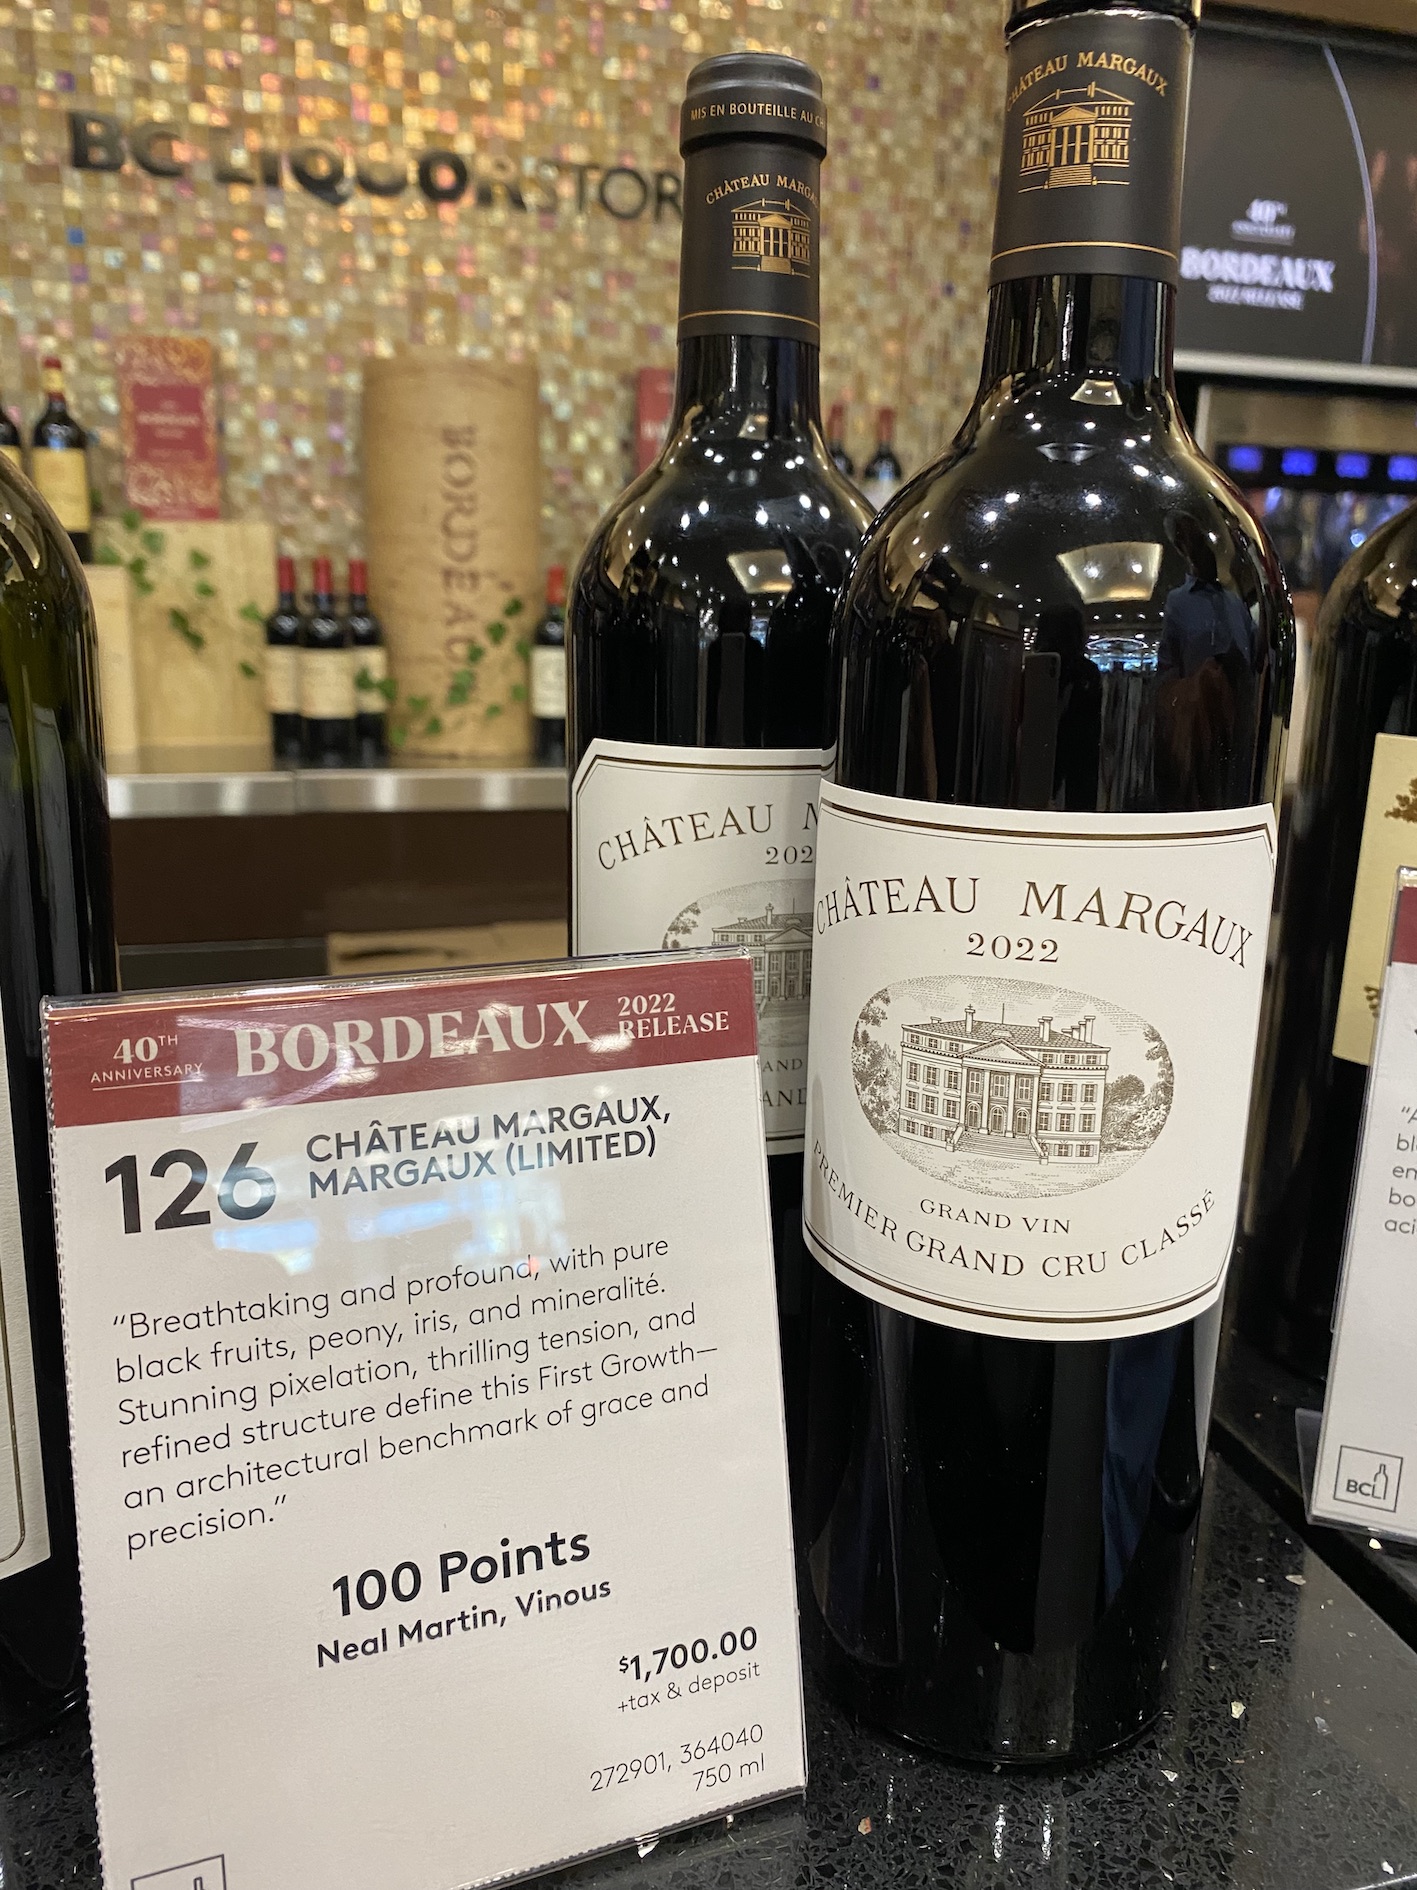 BC LIQUOR STOR
MIS EN BOUTEILLE AU CH
CHÂTEAU MARGA
CHÂTEAU MARGAUX
40TH
BORDEAUX
BORDEAUX
CHÂTEAU M
202
CHÂTEAU MARGAUX
2022
GRAND VIN
PREMIER GRAND CRU CLASSÉ
40TH
ANNIVERSARY
BORDEAUX
2022
RELEASE
126
CHÂTEAU MARGAUX,
MARGAUX (LIMITED)
“Breathtaking and profound, with pure
black fruits, peony, iris, and mineralité.
Stunning pixelation, thrilling tension, and
refined structure define this First Growth—
an architectural benchmark of grace and
precision.”
100 Points
Neal Martin, Vinous
$1,700.00
+tax & deposit
272901, 364040
750 ml
BCL